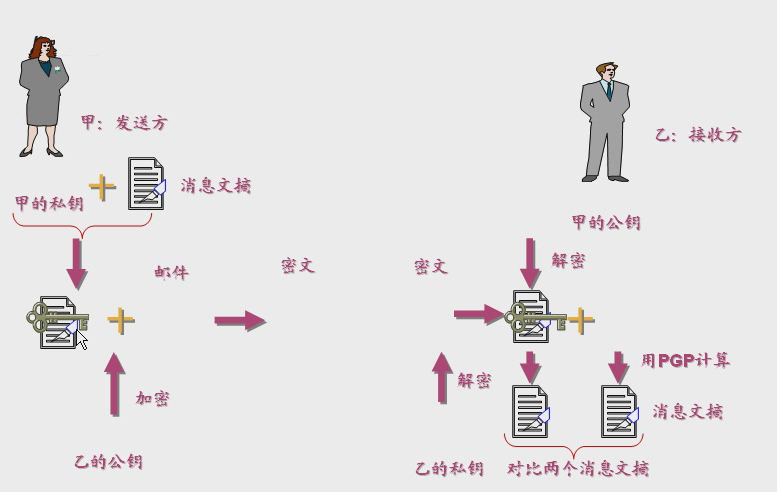 甲：发送方
乙：接收方
消息文摘
甲的私钥
甲的公钥
解密
邮件
密文
密文
用PGP计算
解密
加密
消息文摘
乙的公钥
乙的私钥
对比两个消息文摘